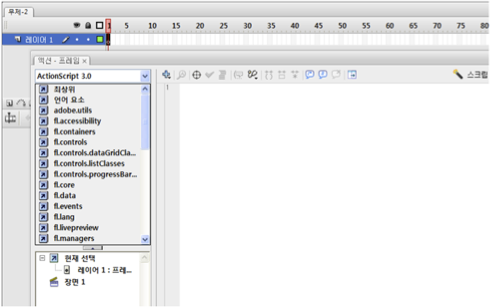 무제-2
1 5 10 15 20 25 30 35 40 45 50 55 60 65 70 75 80
레이어 1
액션 - 프레임 ×
ActionScript 3.0
스크립
최상위
언어 요소
adobe.utils
fl.accessibility
fl.containers
fl.controls
fl.controls.dataGridCla...
fl.controls.listClasses
fl.controls.progressBar...
fl.core
fl.data
fl.events
fl.lang
fl.livepreview
fl.managers
1
현재 선택
레이어 1 : 프레...
장면 1